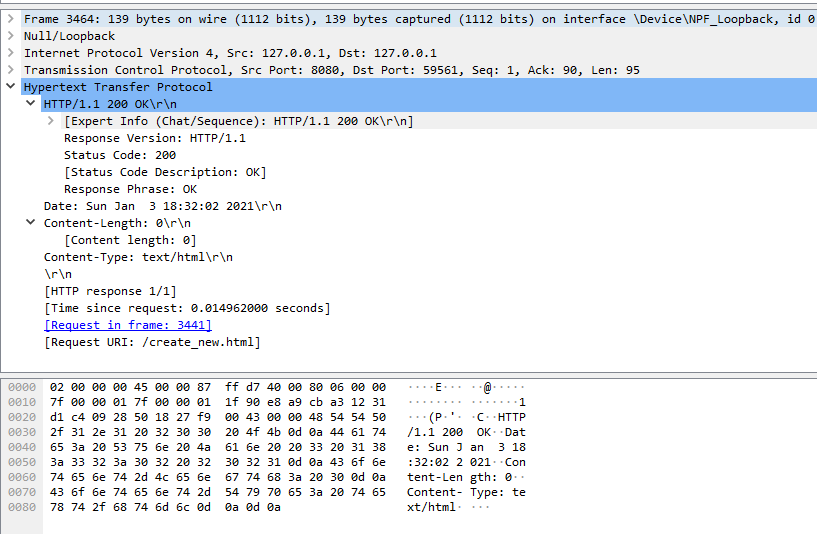 Frame 3464: 139 bytes on wire (1112 bits), 139 bytes captured (1112 bits) on interface \Device\NPF_Loopback, id 0
Null/Loopback
Internet Protocol Version 4, Src: 127.0.0.1, Dst: 127.0.0.1
Transmission Control Protocol, Src Port: 8080, Dst Port: 59561, Seq: 1, Ack: 90, Len: 95
Hypertext Transfer Protocol
HTTP/1.1 200 OK\r\n
[Expert Info (Chat/Sequence): HTTP/1.1 200 OK\r\n]
Response Version: HTTP/1.1
Status Code: 200
[Status Code Description: OK]
Response Phrase: OK
Date: Sun Jan  3 18:32:02 2021\r\n
Content-Length: 0\r\n
[Content length: 0]
Content-Type: text/html\r\n
\r\n
[HTTP response 1/1]
[Time since request: 0.014962000 seconds]
[Request in frame: 3441]
[Request URI: /create_new.html]
0000 02 00 00 00 45 00 00 87 ff d7 40 00 80 06 00 00 ····E··· ··@·····
0010 7f 00 00 01 7f 00 00 01 1f 90 e8 a9 cb a3 12 31 ········ ·······1
0020 d1 c4 09 28 50 18 27 f9 00 43 00 00 48 54 54 50 ···(P·'· ·C··HTTP
0030 2f 31 2e 31 20 32 30 30 20 4f 4b 0d 0a 44 61 74 /1.1 200 OK··Dat
0040 65 3a 20 53 75 6e 20 4a 61 6e 20 20 33 20 31 38 e: Sun J an  3 18
0050 3a 33 32 3a 30 32 20 32 30 32 31 0d 0a 43 6f 6e :32:02 2 021··Con
0060 74 65 6e 74 2d 4c 65 6e 67 74 68 3a 20 30 0d 0a tent-Len gth: 0··
0070 43 6f 6e 74 65 6e 74 2d 54 79 70 65 3a 20 74 65 Content- Type: te
0080 78 74 2f 68 74 6d 6c 0d 0a 0d 0a xt/html· ···